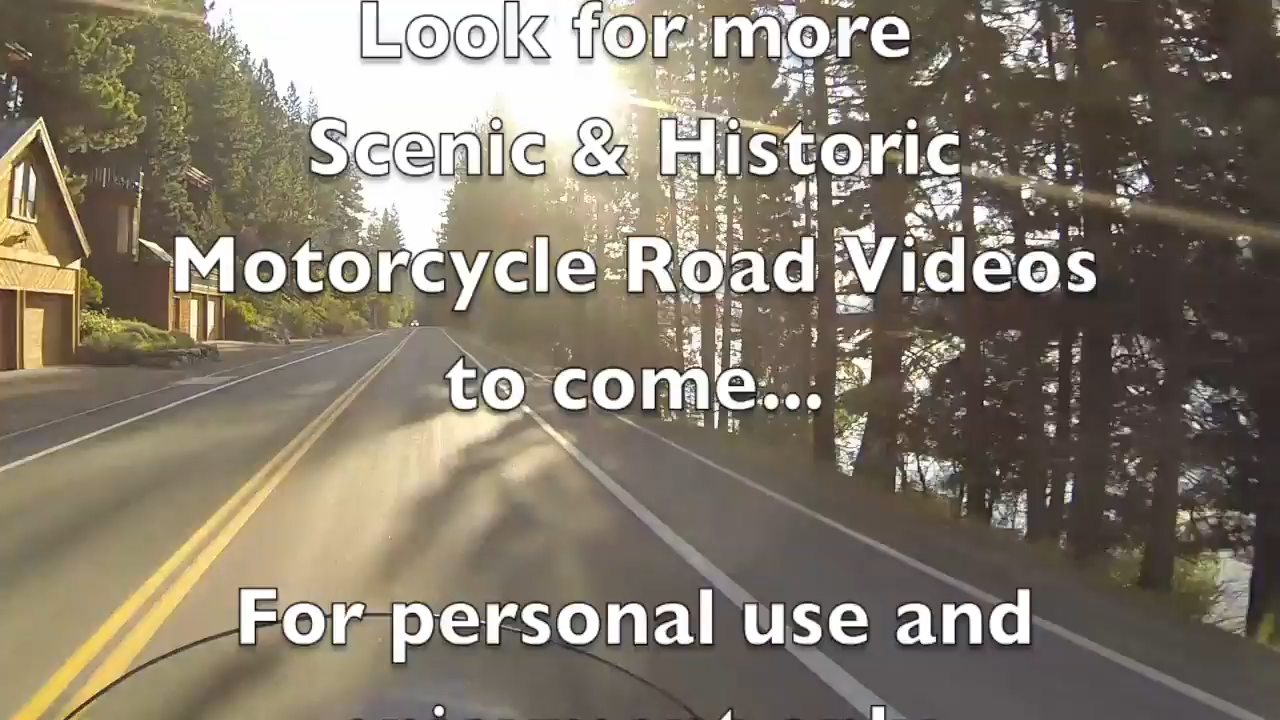 Look for more
Scenic & Historic
Motorcycle Road Videos
to come...
For personal use and